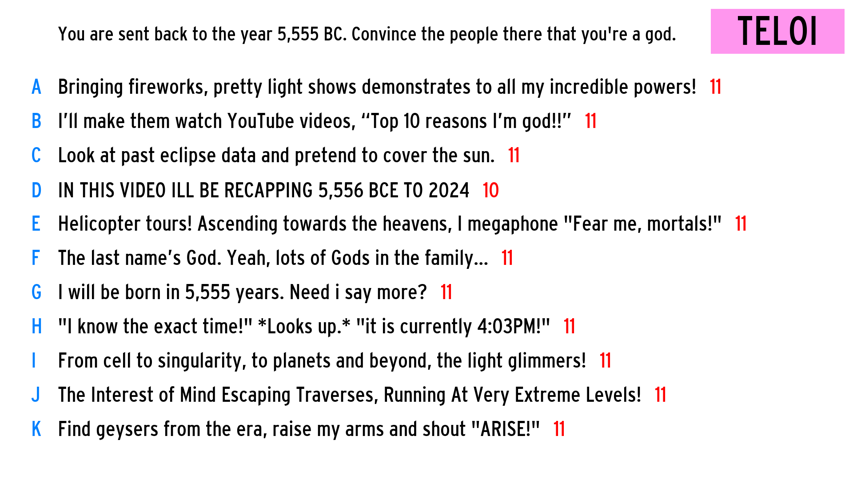 You are sent back to the year 5,555 BC. Convince the people there that you're a god.
TELOI
A Bringing fireworks, pretty light shows demonstrates to all my incredible powers! 11
B I’ll make them watch YouTube videos, “Top 10 reasons I’m god!!” 11
C Look at past eclipse data and pretend to cover the sun. 11
D IN THIS VIDEO ILL BE RECAPPING 5,556 BCE TO 2024 10
E Helicopter tours! Ascending towards the heavens, I megaphone "Fear me, mortals!" 11
F The last name’s God. Yeah, lots of Gods in the family... 11
G I will be born in 5,555 years. Need i say more? 11
H "I know the exact time!" *Looks up.* "it is currently 4:03PM!" 11
I From cell to singularity, to planets and beyond, the light glimmers! 11
J The Interest of Mind Escaping Traverses, Running At Very Extreme Levels! 11
K Find geysers from the era, raise my arms and shout "ARISE!" 11